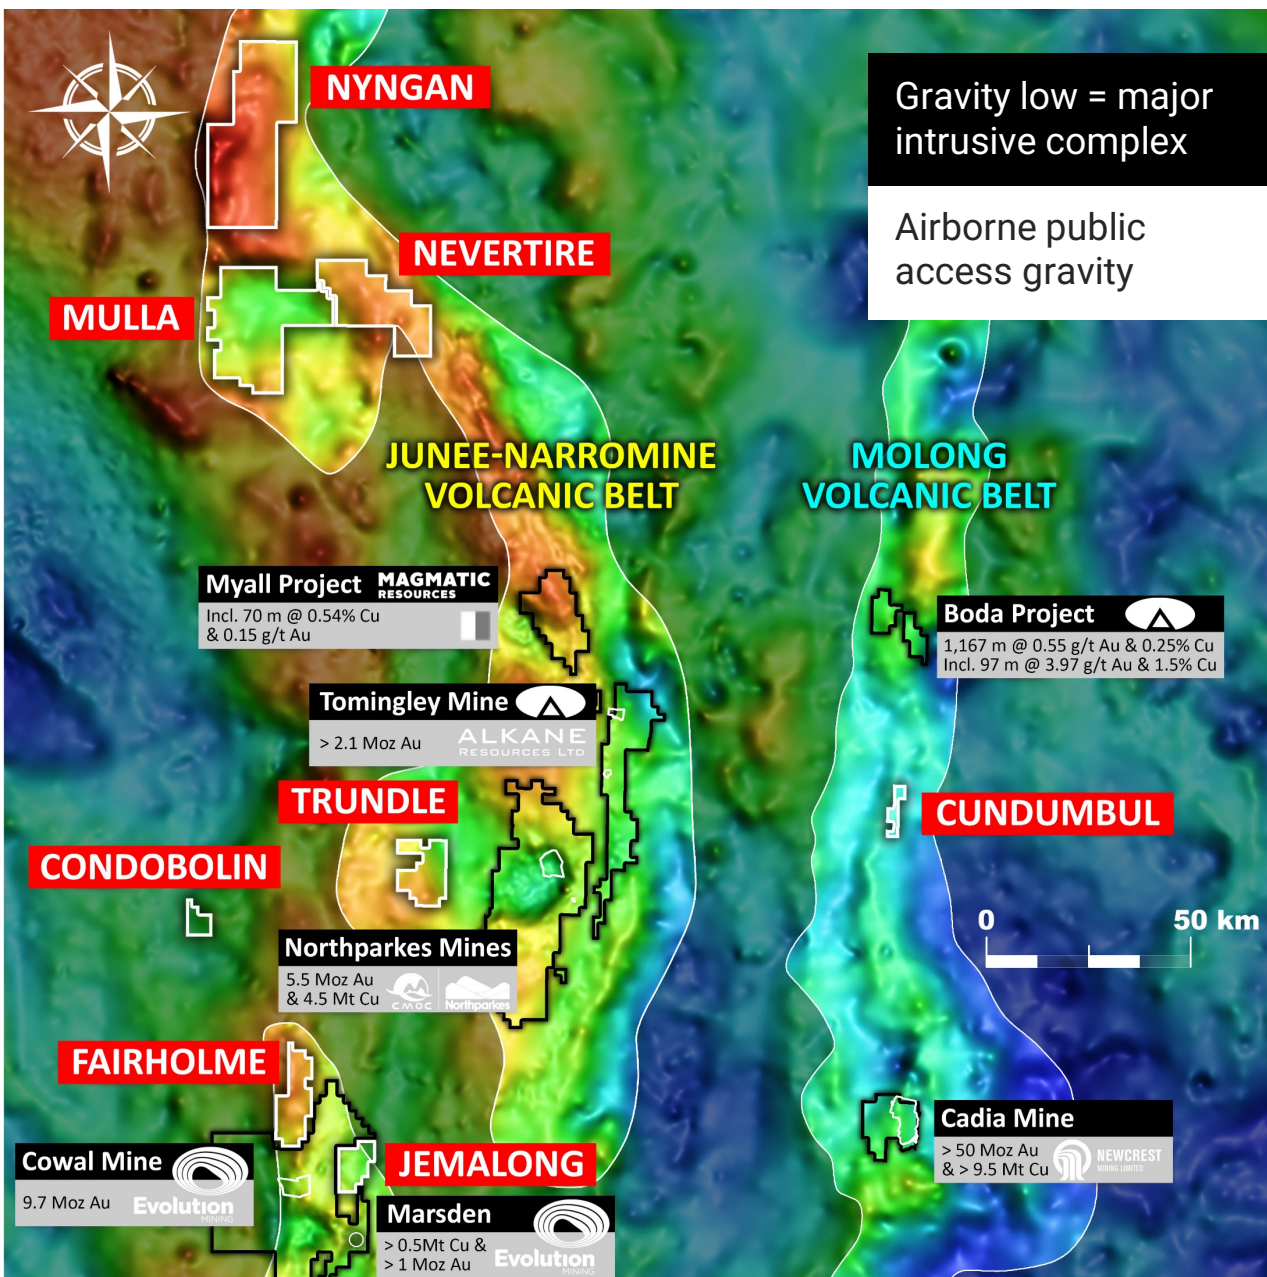 NYGAN
Gravity low = major
intrusive complex
Airborne public
access gravity
NEVERTIRE
MULLA
JUNEE-NARROMINE
VOLCANIC BELT
MOLONG
VOLCANIC BELT
Myall Project MAGMATIC
RESOURCES
Incl. 70 m @ 0.54% Cu
& 0.15 g/t Au
Boda Project
1,167 m @ 0.55 g/t Au & 0.25% Cu
Incl. 97 m @ 3.97 g/t Au & 1.5% Cu
Tomingley Mine
> 2.1 Moz Au
ALKANE
RESOURCES LTD
TRUNDLE
CUNDUMBUL
CONDOBOLIN
0 50 km
Northparkes Mines
5.5 Moz Au
& 4.5 Mt Cu
CMOC
Northparkes
FAIRHOLME
Cadia Mine
> 50 Moz Au
& > 9.5 Mt Cu
NEWCREST
MINING LIMITED
Cowal Mine
9.7 Moz Au
Evolution
MINING
JEMALONG
Marsden
> 0.5Mt Cu &
> 1 Moz Au
Evolution
MINING